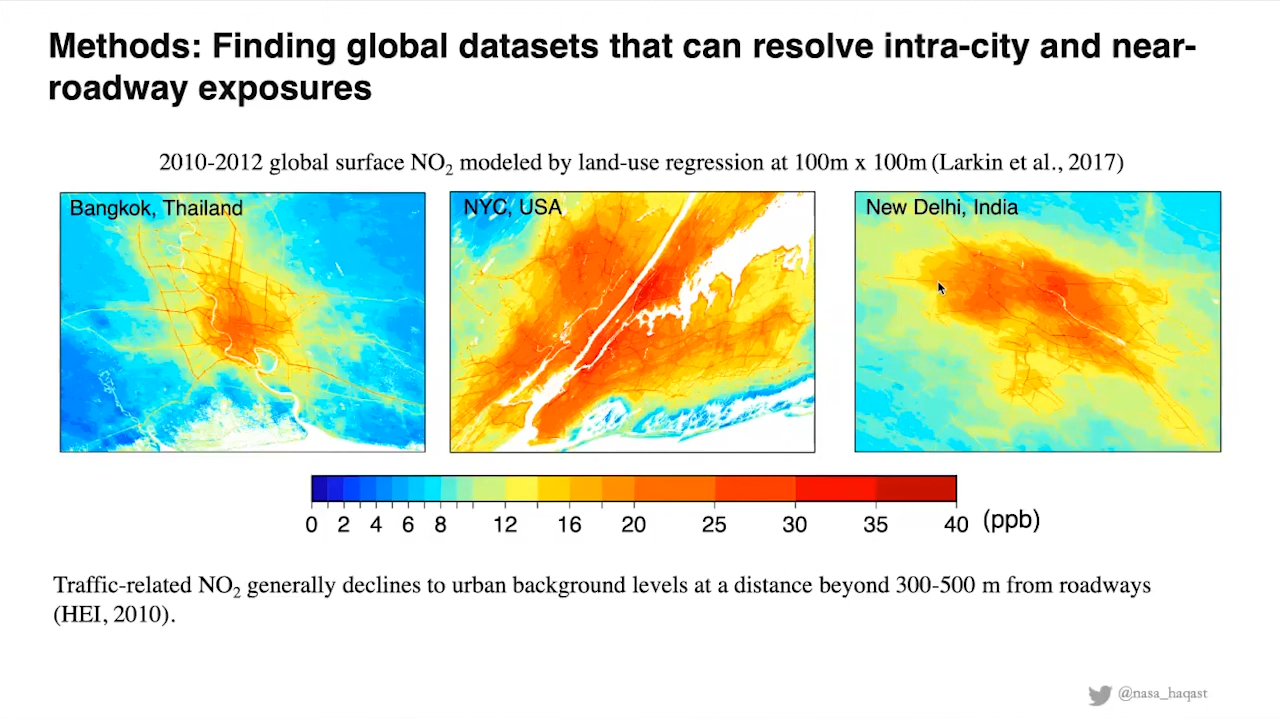 Methods: Finding global datasets that can resolve intra-city and near-
roadway exposures
2010-2012 global surface NO₂ modeled by land-use regression at 100m x 100m (Larkin et al., 2017)
Bangkok, Thailand
NYC, USA
New Delhi, India
0 2 4 6 8 12 16 20 25 30 35 40 (ppb)
Traffic-related NO₂ generally declines to urban background levels at a distance beyond 300-500 m from roadways
(HEI, 2010).
@nasa_haqast